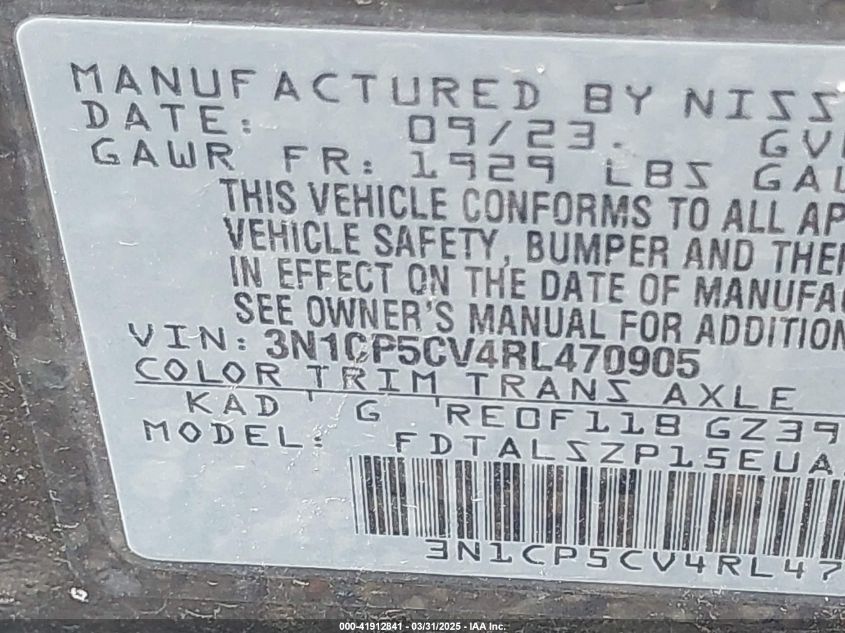 MANUFACTURED BY NISS
DATE: 09/23. GV
GAWR FR: 1929 LBS GA
THIS VEHICLE CONFORMS TO ALL AP
VEHICLE SAFETY, BUMPER AND THE
IN EFFECT ON THE DATE OF MANUFA
SEE OWNER'S MANUAL FOR ADDITION
VIN: 3N1CP5CV4RL470905
COLOR TRIM TRANS AXLE
KAD G RE0F11B GZ39
MODEL: FDTALSZP15EUA
3N1CP5CV4RL47
000-41912841 - 03/31/2025 - IAA Inc.